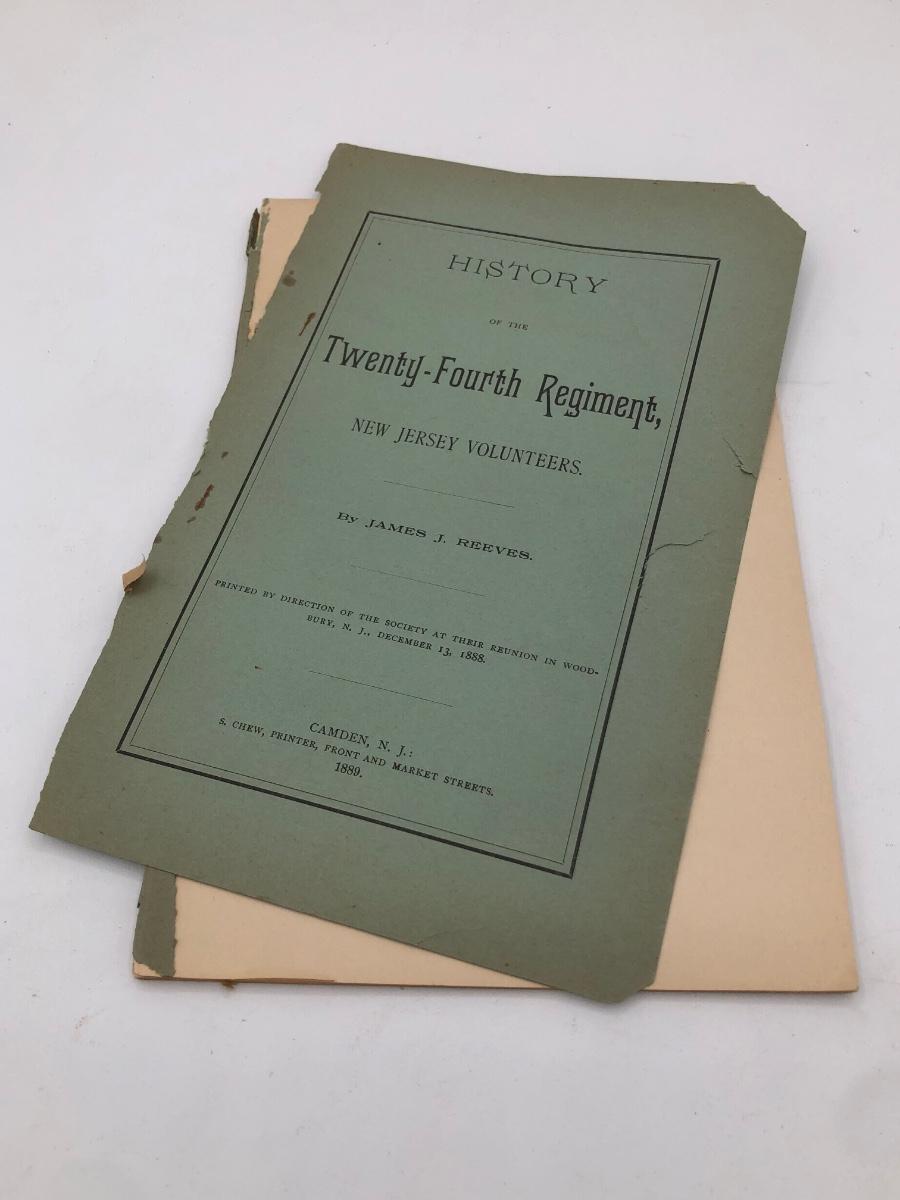 HISTORY
OF THE
Twenty-Fourth Regiment,
NEW JERSEY VOLUNTEERS.
By JAMES J. REEVES.
PRINTED BY DIRECTION OF THE SOCIETY AT THEIR REUNION IN WOOD-
BURY, N. J., DECEMBER 13, 1888.
CAMDEN, N. J.:
S. CHEW, PRINTER, FRONT AND MARKET STREETS.
1889.